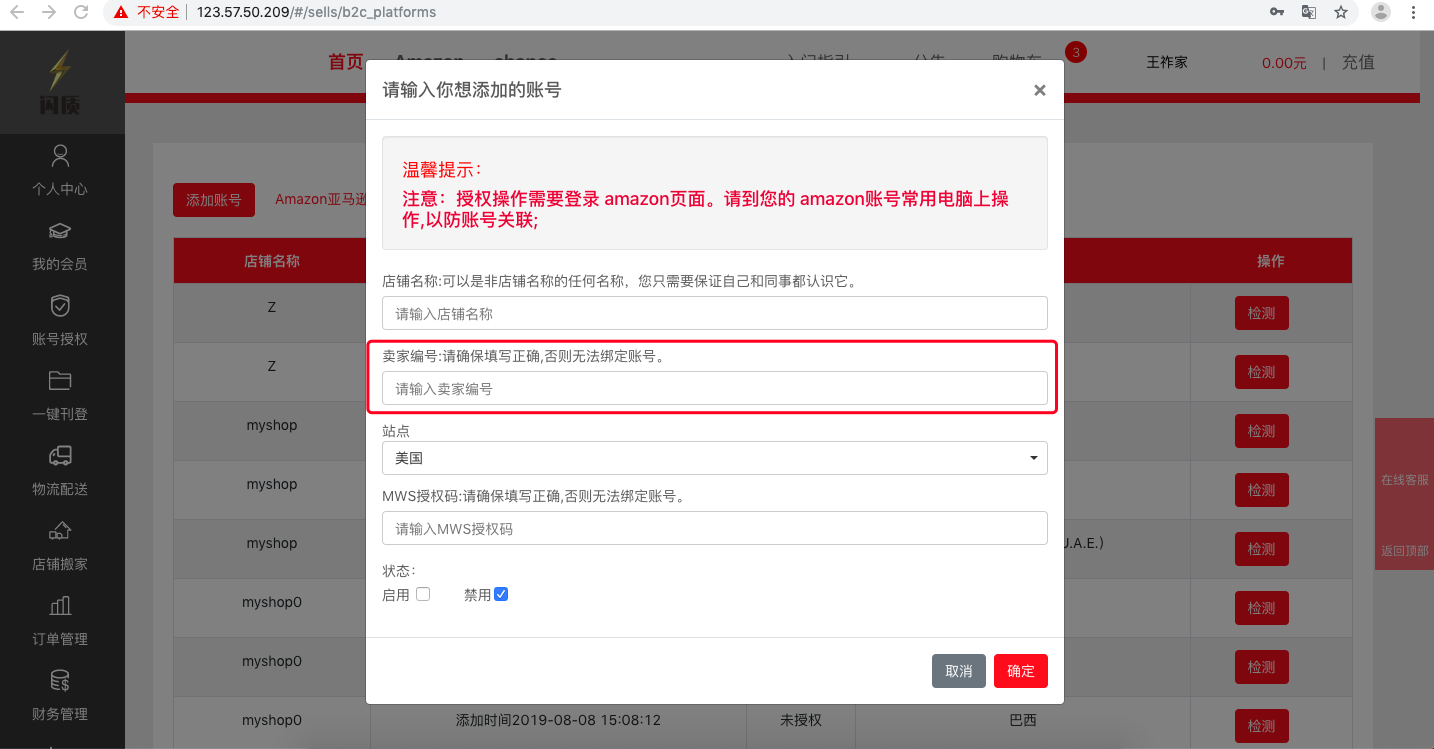 不安全 123.57.50.209/#/sells/b2c_platforms
闪质
首页
3
王祚家
0.00元 | 充值
请输入你想添加的账号
×
温馨提示：
注意：授权操作需要登录 amazon页面。请到您的 amazon账号常用电脑上操
作,以防账号关联;
个人中心
我的会员
账号授权
一键刊登
物流配送
店铺搬家
订单管理
财务管理
添加账号 Amazon亚马逊
店铺名称 操作
Z 检测
Z 检测
myshop 检测
myshop 检测
myshop U.A.E.) 检测
myshop0 检测
myshop0 检测
myshop0 添加时间2019-08-08 15:08:12 未授权 巴西 检测
店铺名称:可以是非店铺名称的任何名称，您只需要保证自己和同事都认识它。
请输入店铺名称
卖家编号:请确保填写正确,否则无法绑定账号。
请输入卖家编号
站点
美国
MWS授权码:请确保填写正确,否则无法绑定账号。
请输入MWS授权码
状态：
启用 禁用
取消 确定
在线客服
返回顶部